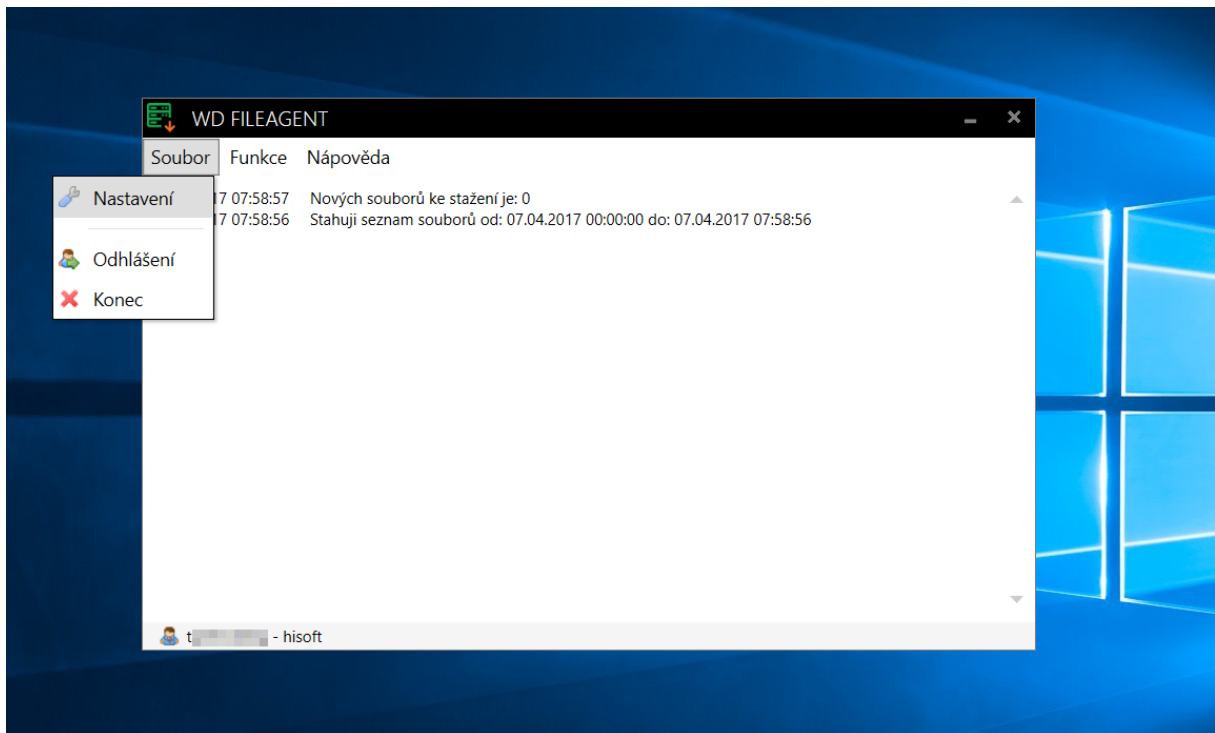 WD FILEAGENT
Soubor Funkce Nápověda
Nastavení
Odhlášení
Konec
17 07:58:57 Nových souborů ke stažení je: 0
7 07:58:56 Stahuji seznam souborů od: 07.04.2017 00:00:00 do: 07.04.2017 07:58:56
t - hisoft